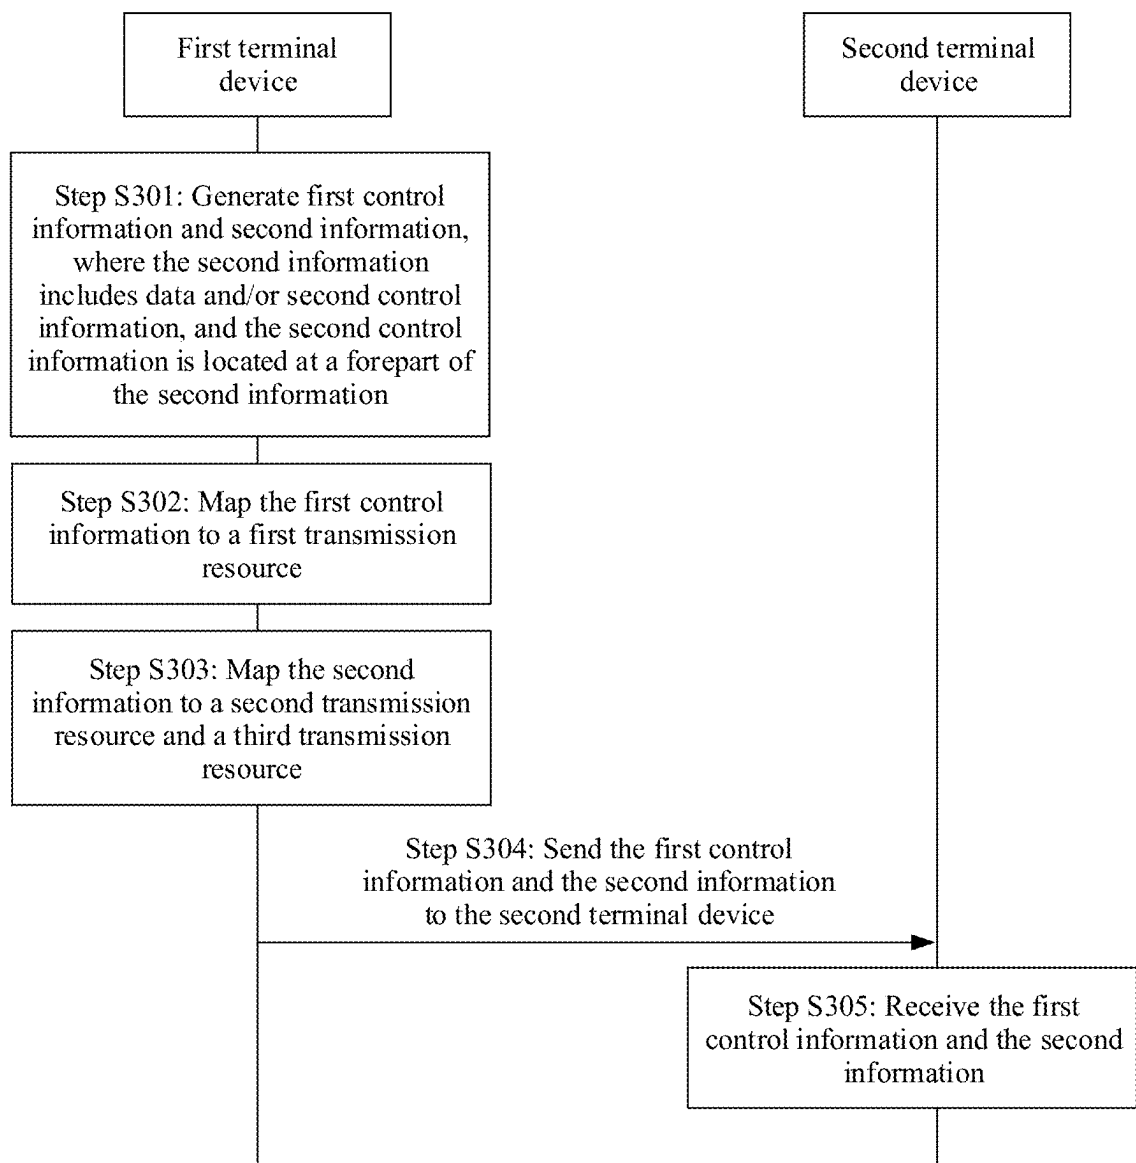 First terminal
device
Second terminal
device
Step S301: Generate first control
information and second information,
where the second information
includes data and/or second control
information, and the second control
information is located at a forepart of
the second information
Step S302: Map the first control
information to a first transmission
resource
Step S303: Map the second
information to a second transmission
resource and a third transmission
resource
Step S304: Send the first control
information and the second information
to the second terminal device
Step S305: Receive the first
control information and the second
information